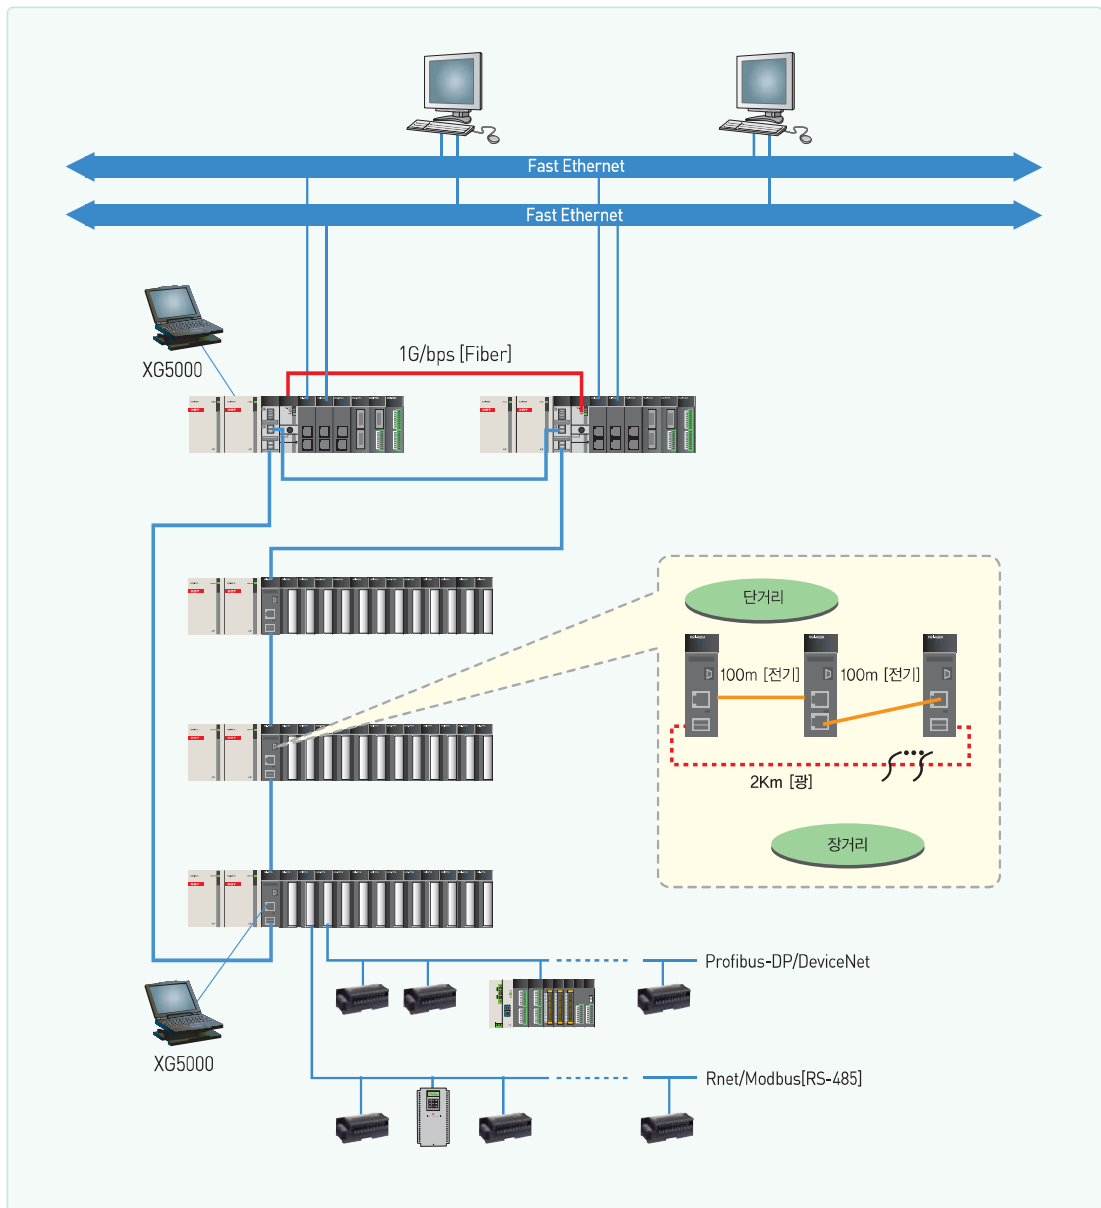 Fast Ethernet
Fast Ethernet
XG5000
1G/bps [Fiber]
단거리
100m [전기]
100m [전기]
2Km [광]
장거리
Profibus-DP/DeviceNet
XG5000
Rnet/Modbus[RS-485]